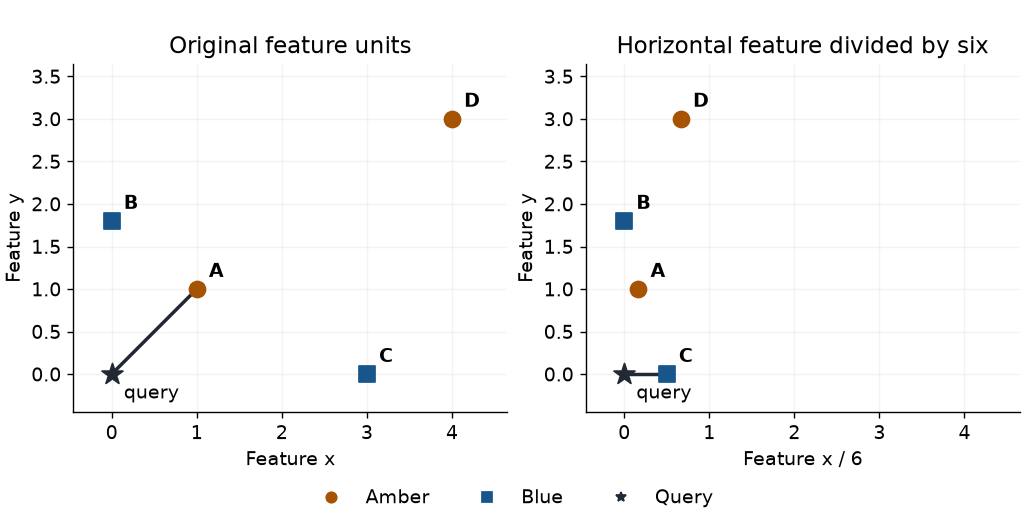 Original feature units
Feature y
3.5
3.0
2.5
2.0
1.5
1.0
0.5
0.0
D
B
A
C
query
0 1 2 3 4
Feature x
Horizontal feature divided by six
Feature y
3.5
3.0
2.5
2.0
1.5
1.0
0.5
0.0
D
B
A
C
query
0 1 2 3 4
Feature x / 6
Amber Blue Query